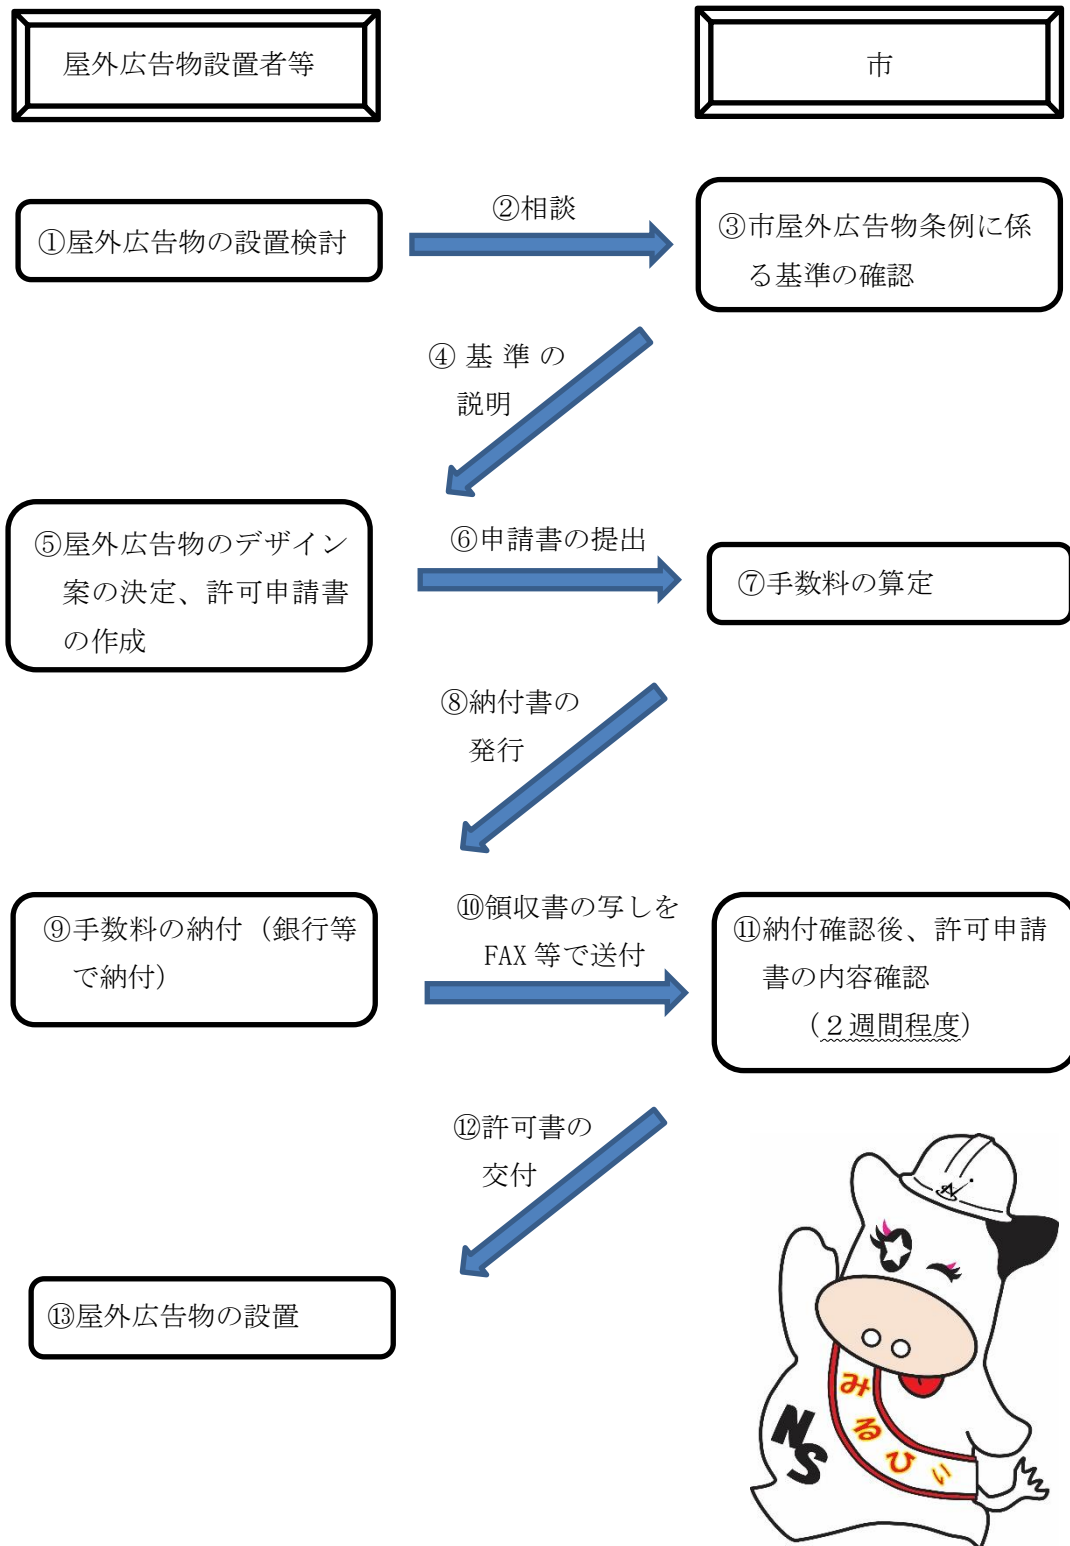 屋外広告物設置者等
市
①屋外広告物の設置検討
②相談
③市屋外広告物条例に係
る基準の確認
④基準の
説明
⑤屋外広告物のデザイン
案の決定、許可申請書
の作成
⑥申請書の提出
⑦手数料の算定
⑧納付書の
発行
⑨手数料の納付（銀行等
で納付）
⑩領収書の写しを
FAX 等で送付
⑪納付確認後、許可申請
書の内容確認
（２週間程度）
⑫許可書の
交付
⑬屋外広告物の設置
みるひぃ
NS